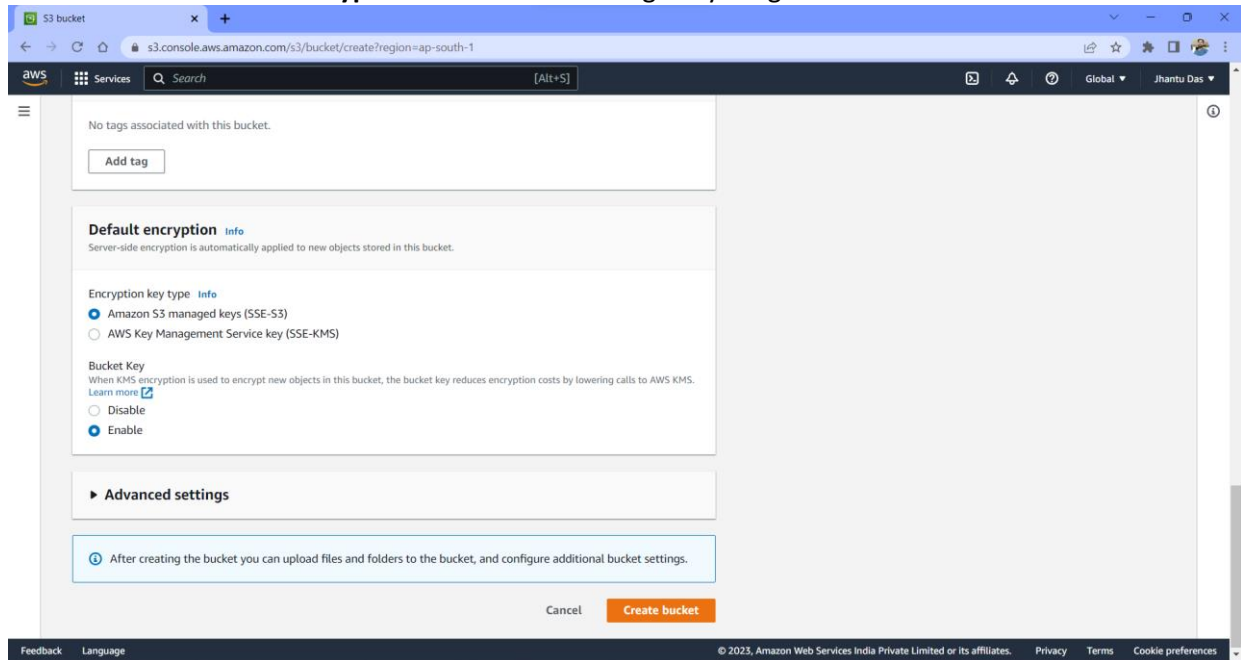 S3 bucket
s3.console.aws.amazon.com/s3/bucket/create?region=ap-south-1
aws Services Search [Alt+S] Global Jhantu Das
No tags associated with this bucket.
Add tag
Default encryption Info
Server-side encryption is automatically applied to new objects stored in this bucket.
Encryption key type Info
Amazon S3 managed keys (SSE-S3)
AWS Key Management Service key (SSE-KMS)
Bucket Key
When KMS encryption is used to encrypt new objects in this bucket, the bucket key reduces encryption costs by lowering calls to AWS KMS.
Learn more
Disable
Enable
Advanced settings
After creating the bucket you can upload files and folders to the bucket, and configure additional bucket settings.
Cancel Create bucket
Feedback Language © 2023, Amazon Web Services India Private Limited or its affiliates. Privacy Terms Cookie preferences